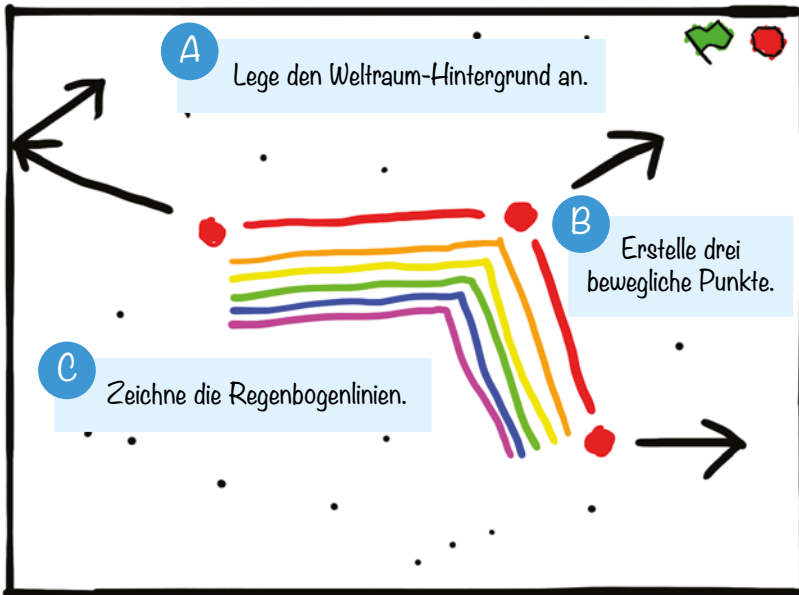 A
Lege den Weltraum-Hintergrund an.
B
Erstelle drei
bewegliche Punkte.
C
Zeichne die Regenbogenlinien.